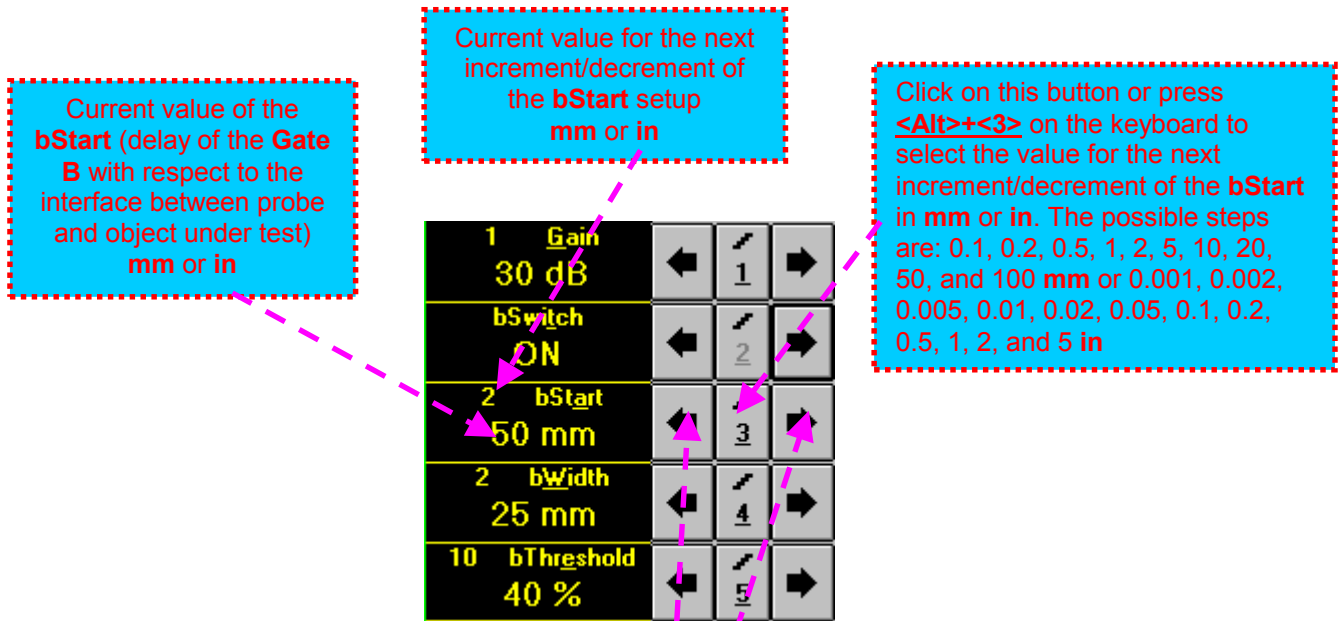 Current value for the next
increment/decrement of
the bStart setup
mm or in
Current value of the
bStart (delay of the Gate
B with respect to the
interface between probe
and object under test)
mm or in
Click on this button or press
<Alt>+<3> on the keyboard to
select the value for the next
increment/decrement of the bStart
in mm or in. The possible steps
are: 0.1, 0.2, 0.5, 1, 2, 5, 10, 20,
50, and 100 mm or 0.001, 0.002,
0.005, 0.01, 0.02, 0.05, 0.1, 0.2,
0.5, 1, 2, and 5 in
1 Gain
30 dB
1
bSwitch
ON
2
2 bStart
50 mm
3
2 bWidth
25 mm
4
10 bThreshold
40 %
5